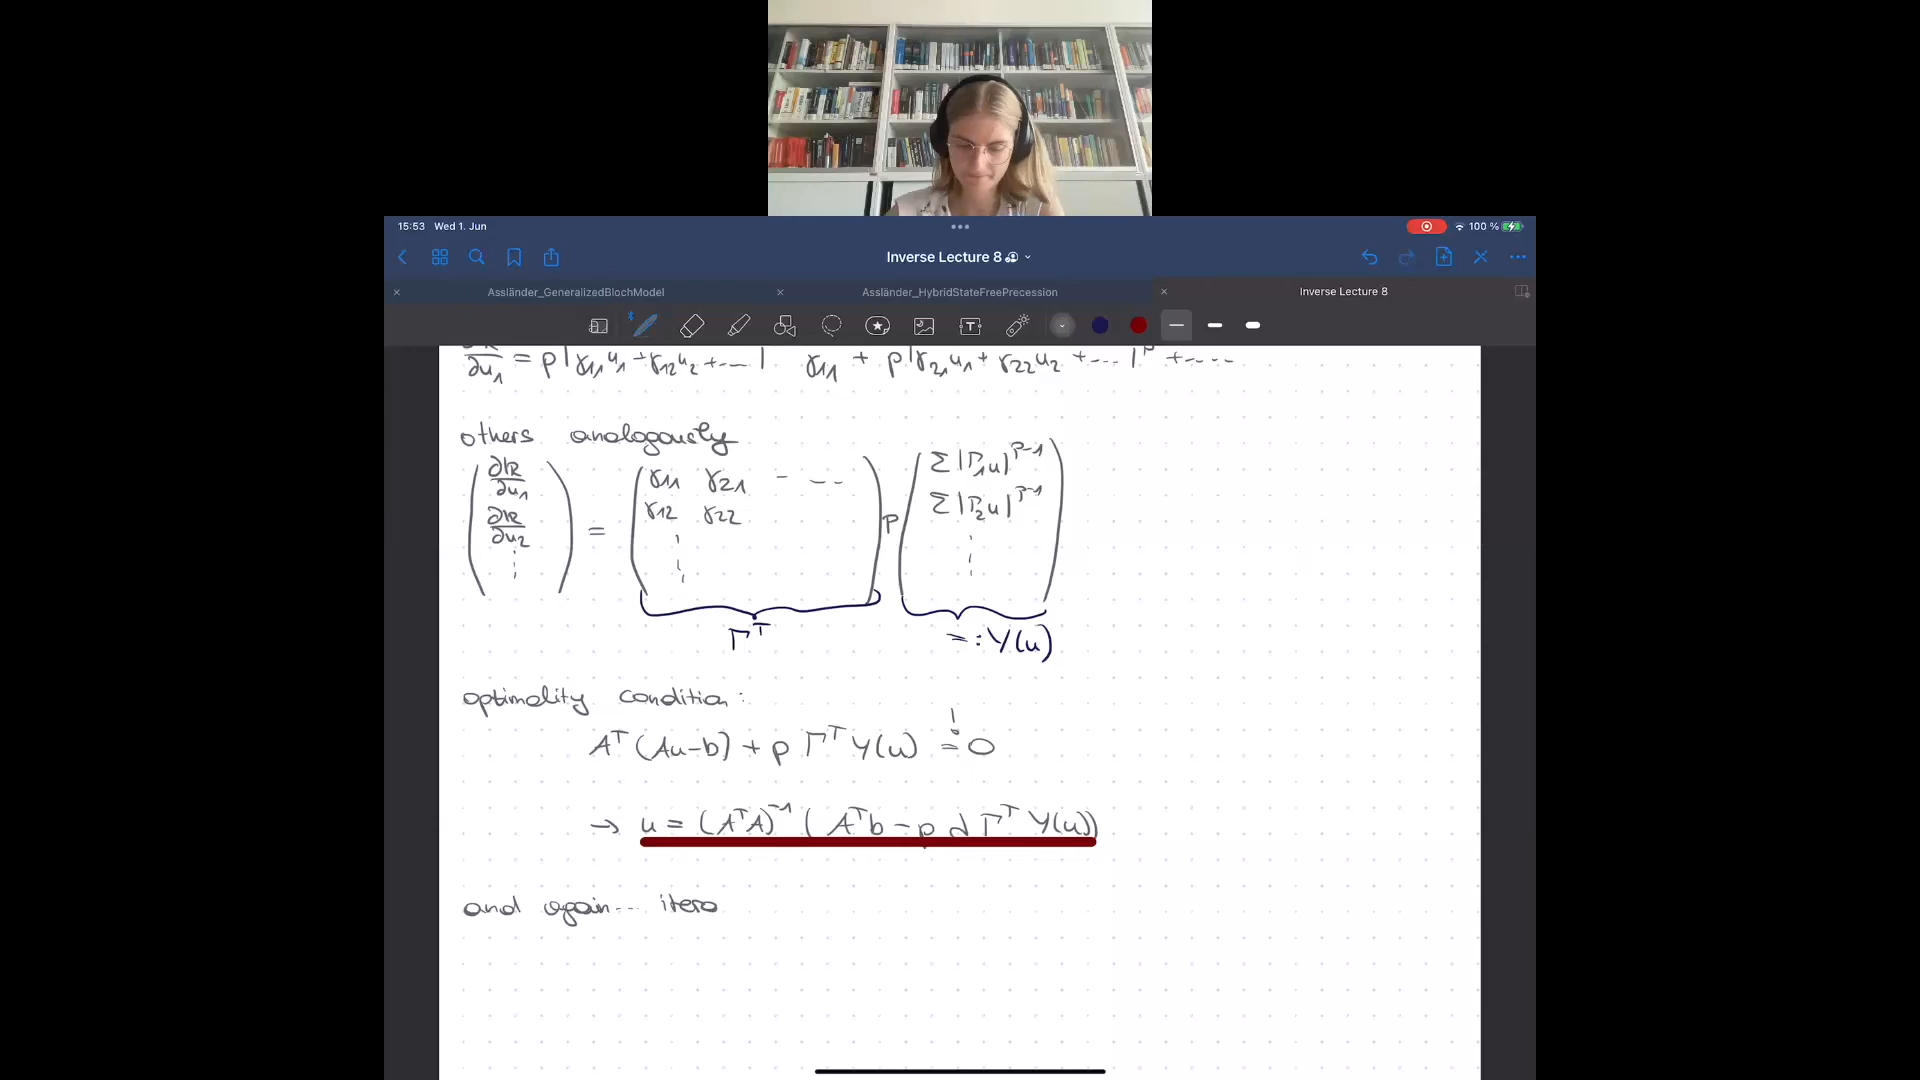 15:53 Wed 1. Jun 100 %
Inverse Lecture 8
Assländer_GeneralizedBlochModel Assländer_HybridStateFreePrecession Inverse Lecture 8
∂R/∂u₁ = p|γ₁₁u₁+γ₁₂u₂+...| γ₁₁ + p|γ₂₁u₁+γ₂₂u₂+...|ᵖ +.....
others analogously
∂R/∂u₁ γ₁₁ γ₂₁ - -.. Σ|Γ₁u|ᵖ⁻¹
∂R/∂u₂ = γ₁₂ γ₂₂ p Σ|Γ₂u|ᵖ⁻¹
Γᵀ =: Y(u)
optimality condition:
Aᵀ(Au-b) + p Γᵀ Y(u) =! 0
→ u = (AᵀA)⁻¹ ( Aᵀb - p α Γᵀ Y(u))
and again... itera